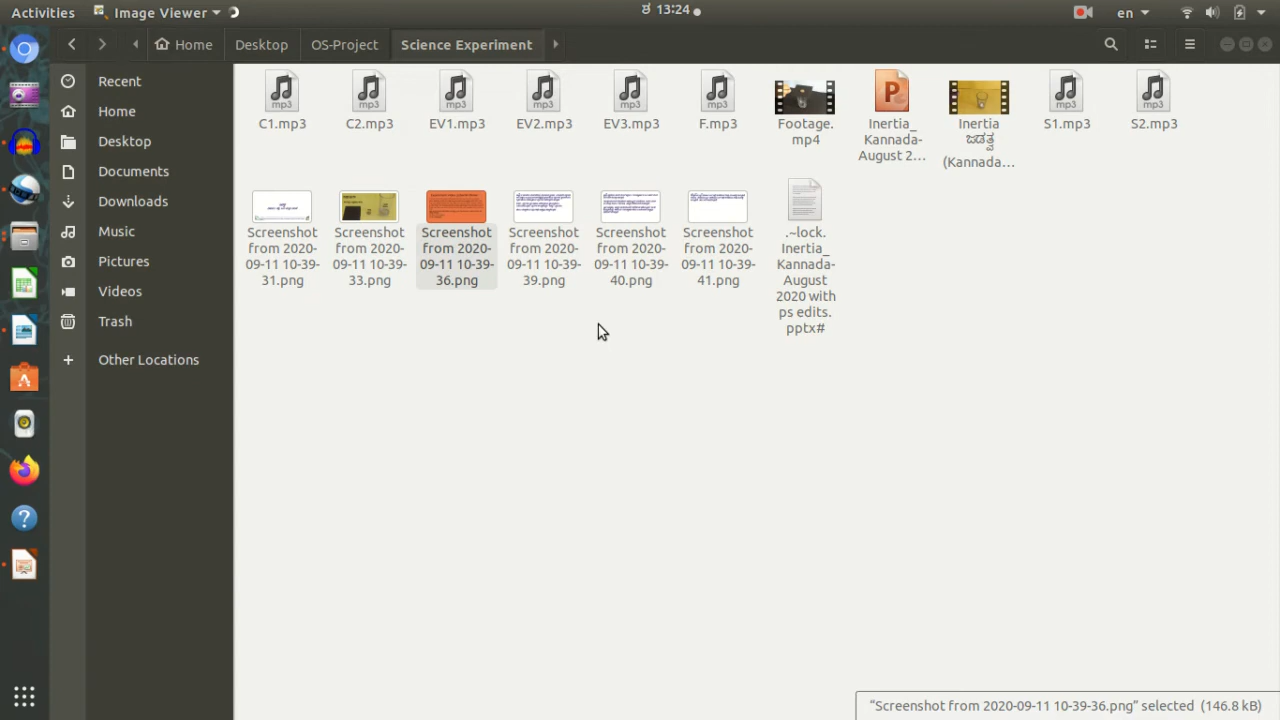 Activities Image Viewer ಶ 13:24 en
Home Desktop OS-Project Science Experiment
Recent
Home
Desktop
Documents
Downloads
Music
Pictures
Videos
Trash
Other Locations
C1.mp3
C2.mp3
EV1.mp3
EV2.mp3
EV3.mp3
F.mp3
Footage.
mp4
Inertia_
Kannada-
August 2...
Inertia
ಜಡತ್ವ
(Kannada...
S1.mp3
S2.mp3
Screenshot
from 2020-
09-11 10-39-
31.png
Screenshot
from 2020-
09-11 10-39-
33.png
Screenshot
from 2020-
09-11 10-39-
36.png
Screenshot
from 2020-
09-11 10-39-
39.png
Screenshot
from 2020-
09-11 10-39-
40.png
Screenshot
from 2020-
09-11 10-39-
41.png
.~lock.
Inertia_
Kannada-
August
2020 with
ps edits.
pptx#
"Screenshot from 2020-09-11 10-39-36.png" selected (146.8 kB)